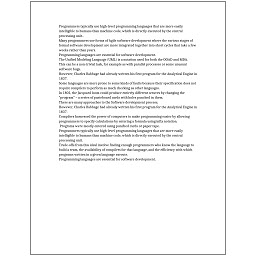 Programmers typically use high-level programming languages that are more easily
intelligible to humans than machine code, which is directly executed by the central
processing unit.
Many programmers use forms of Agile software development where the various stages of
formal software development are more integrated together into short cycles that take a few
weeks rather than years.
Programming languages are essential for software development.
The Unified Modeling Language (UML) is a notation used for both the OOAD and MDA.
This can be a non-trivial task, for example as with parallel processes or some unusual
software bugs.
However, Charles Babbage had already written his first program for the Analytical Engine in
1837.
Some languages are more prone to some kinds of faults because their specification does not
require compilers to perform as much checking as other languages.
In 1801, the Jacquard loom could produce entirely different weaves by changing the
"program" – a series of pasteboard cards with holes punched in them.
There are many approaches to the Software development process.
However, Charles Babbage had already written his first program for the Analytical Engine in
1837.
Compilers harnessed the power of computers to make programming easier by allowing
programmers to specify calculations by entering a formula using infix notation.
Programs were mostly entered using punched cards or paper tape.
Programmers typically use high-level programming languages that are more easily
intelligible to humans than machine code, which is directly executed by the central
processing unit.
Trade-offs from this ideal involve finding enough programmers who know the language to
build a team, the availability of compilers for that language, and the efficiency with which
programs written in a given language execute.
Programming languages are essential for software development.